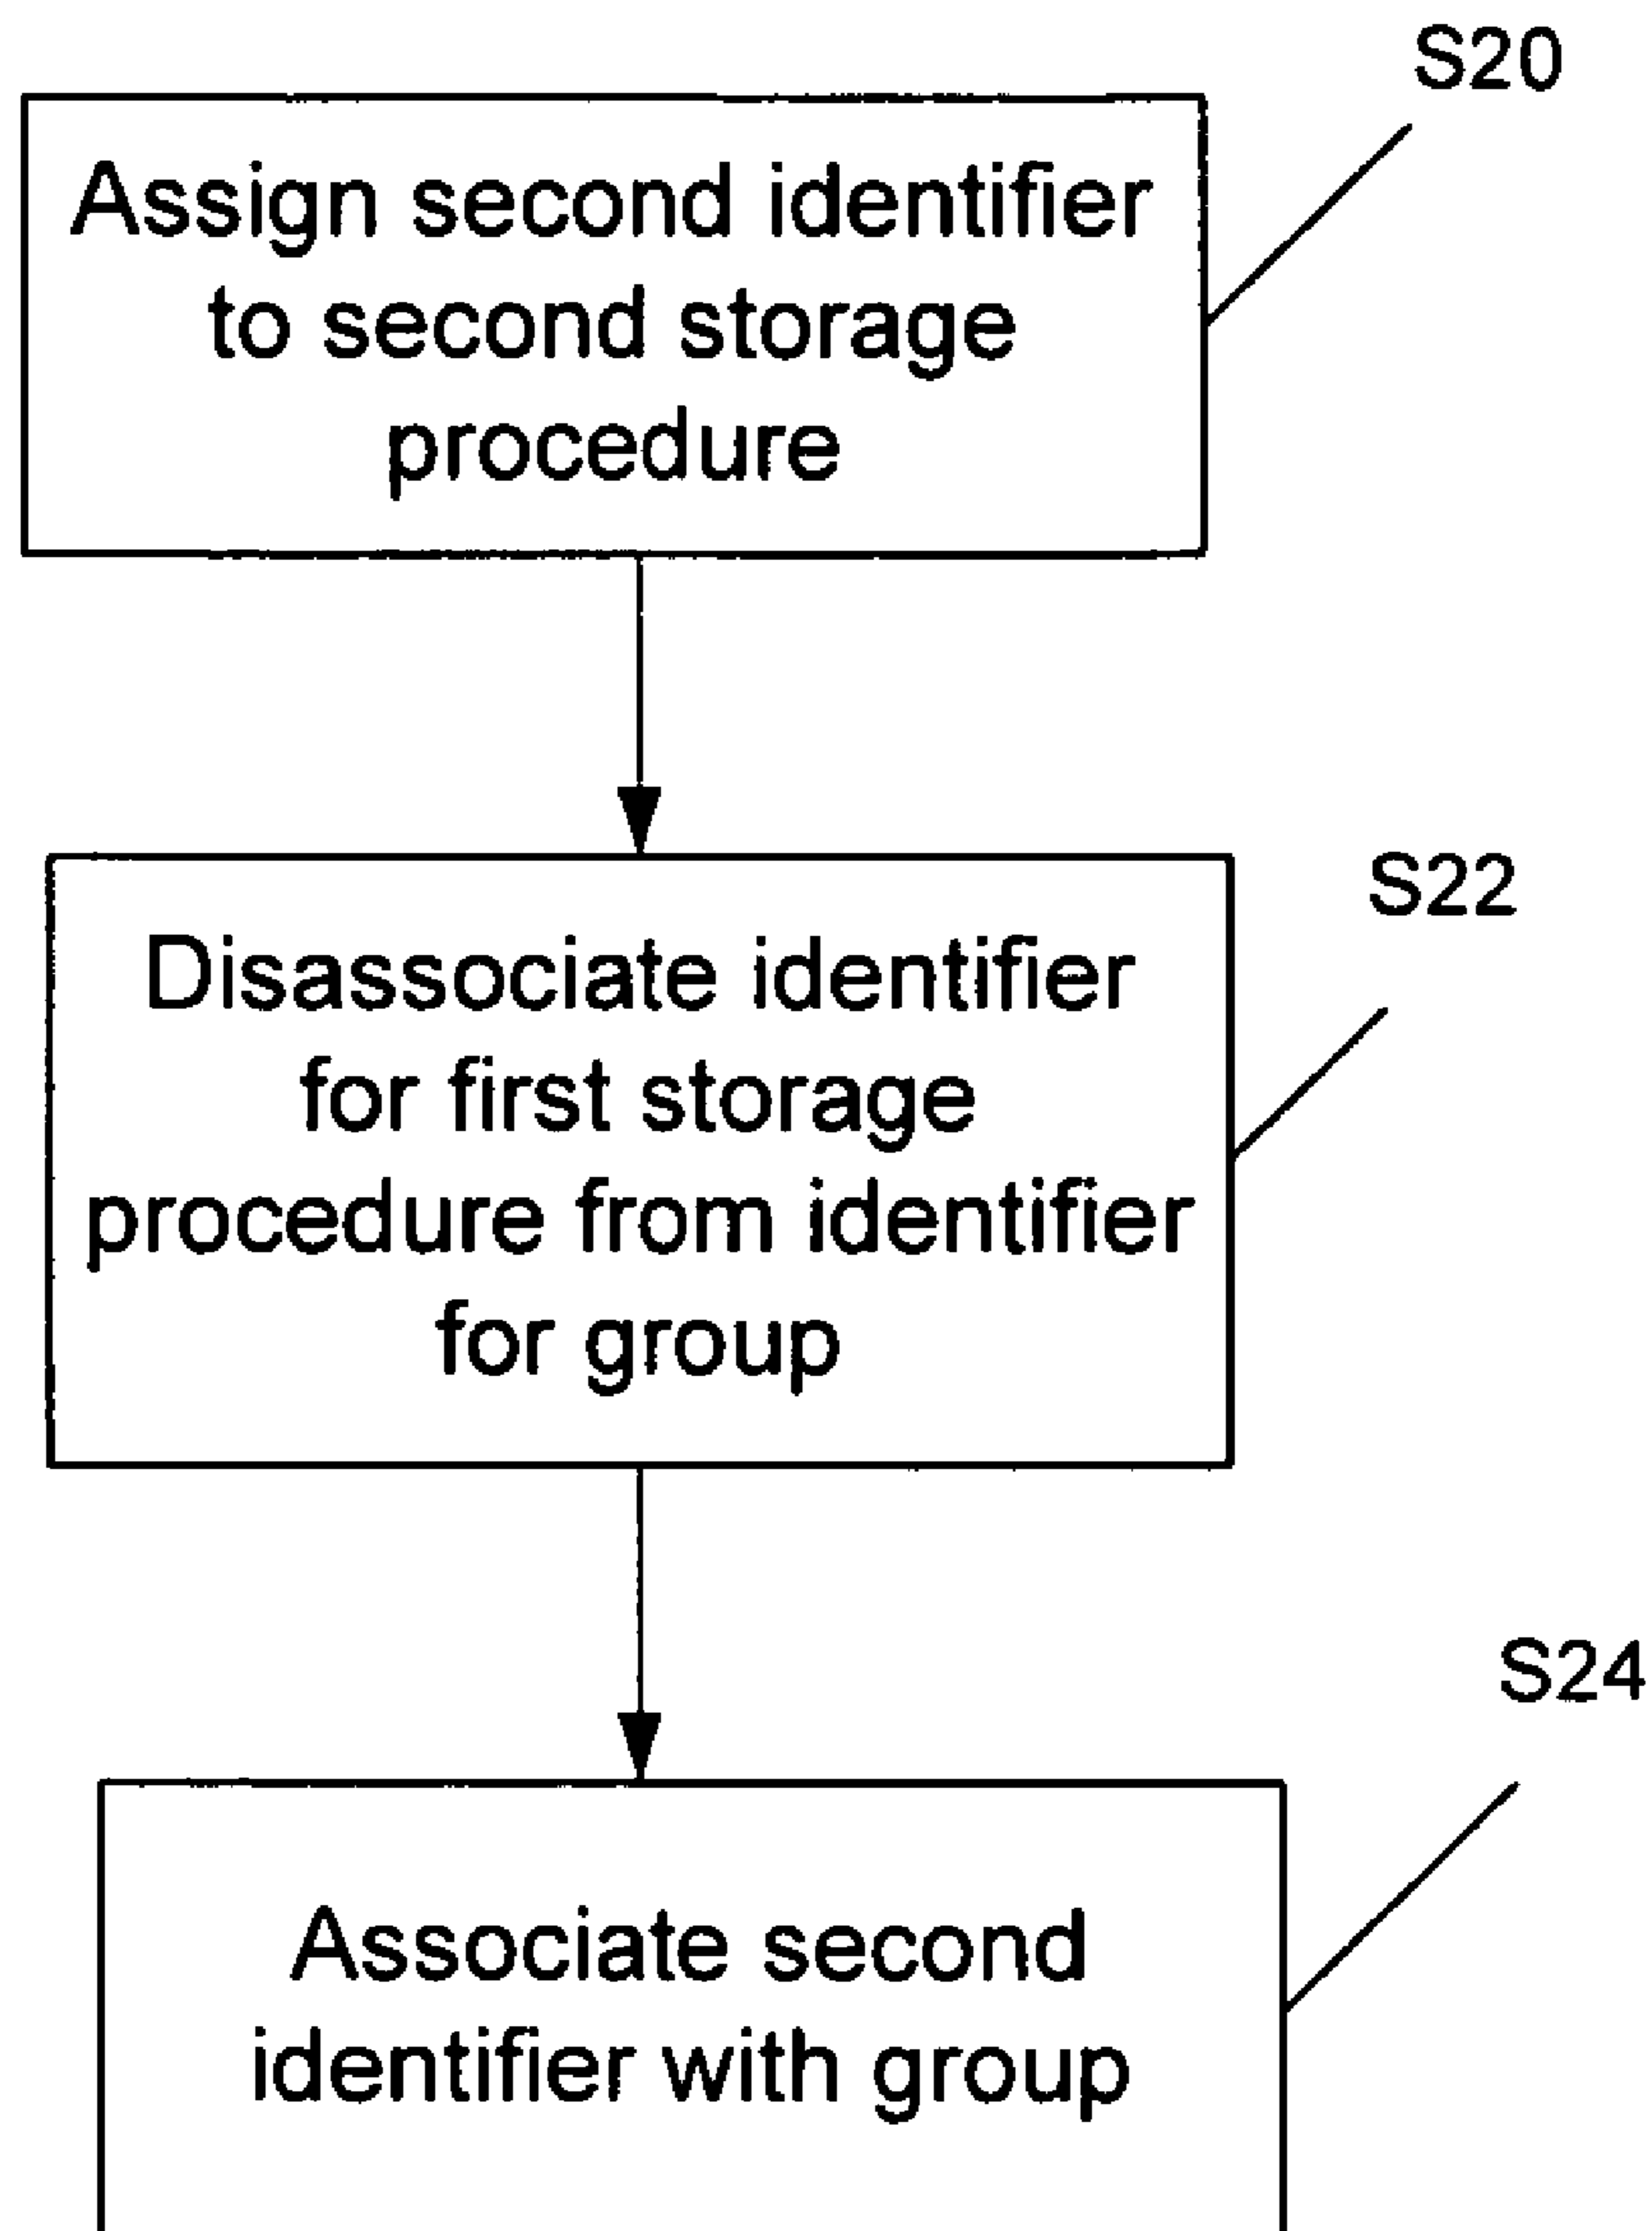 S20
Assign second identifier
to second storage
procedure
S22
Disassociate identifier
for first storage
procedure from identifier
for group
S24
Associate second
identifier with group